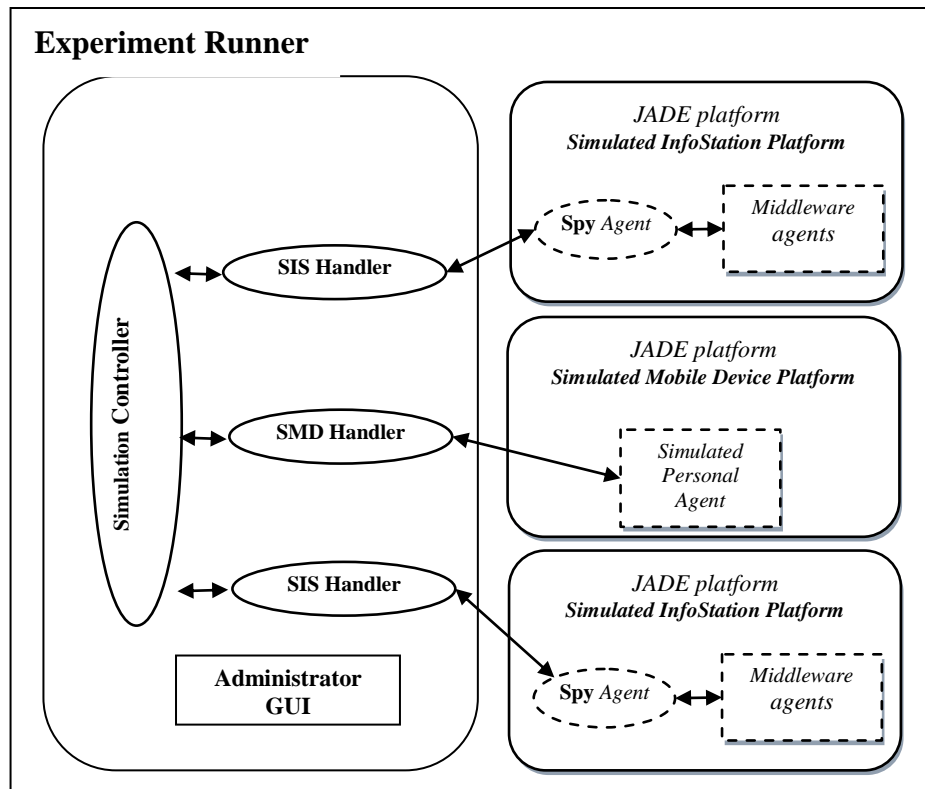 Experiment Runner
Simulation Controller
SIS Handler
SMD Handler
SIS Handler
Administrator
GUI
JADE platform
Simulated InfoStation Platform
Spy Agent
Middleware
agents
JADE platform
Simulated Mobile Device Platform
Simulated
Personal
Agent
JADE platform
Simulated InfoStation Platform
Spy Agent
Middleware
agents